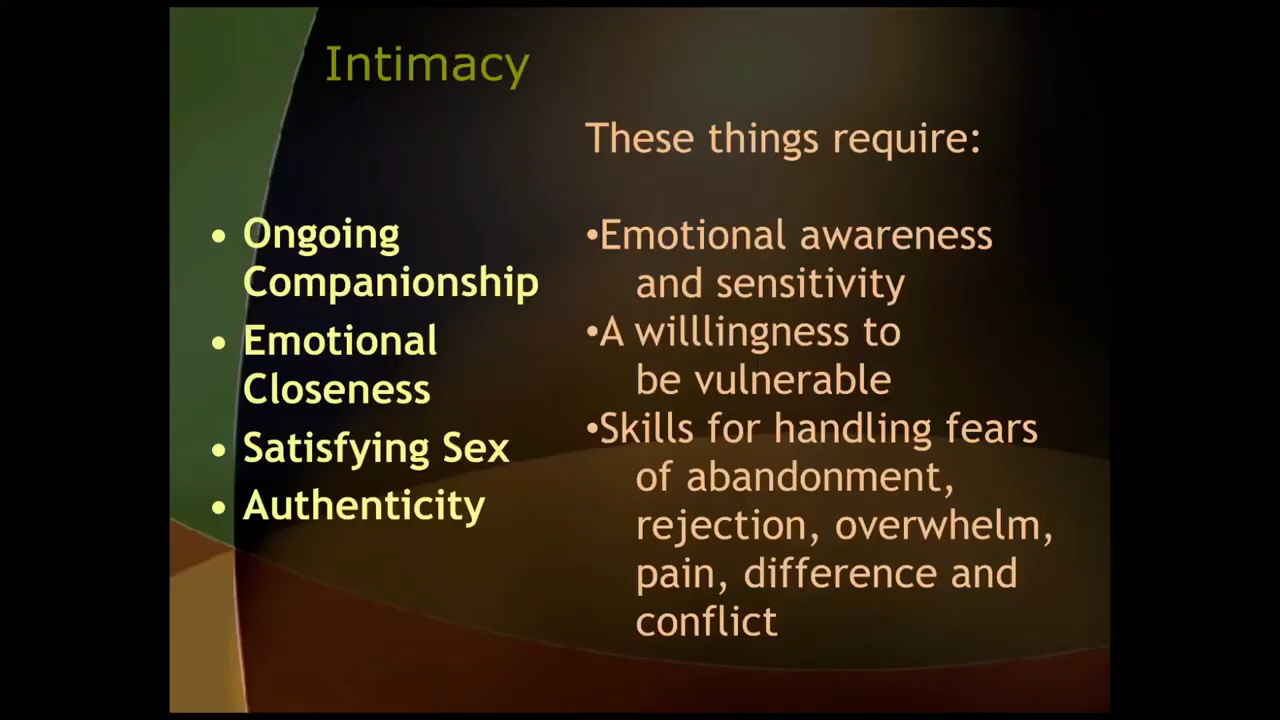 Intimacy
• Ongoing
Companionship
• Emotional
Closeness
• Satisfying Sex
• Authenticity
These things require:
•Emotional awareness
and sensitivity
•A willlingness to
be vulnerable
•Skills for handling fears
of abandonment,
rejection, overwhelm,
pain, difference and
conflict